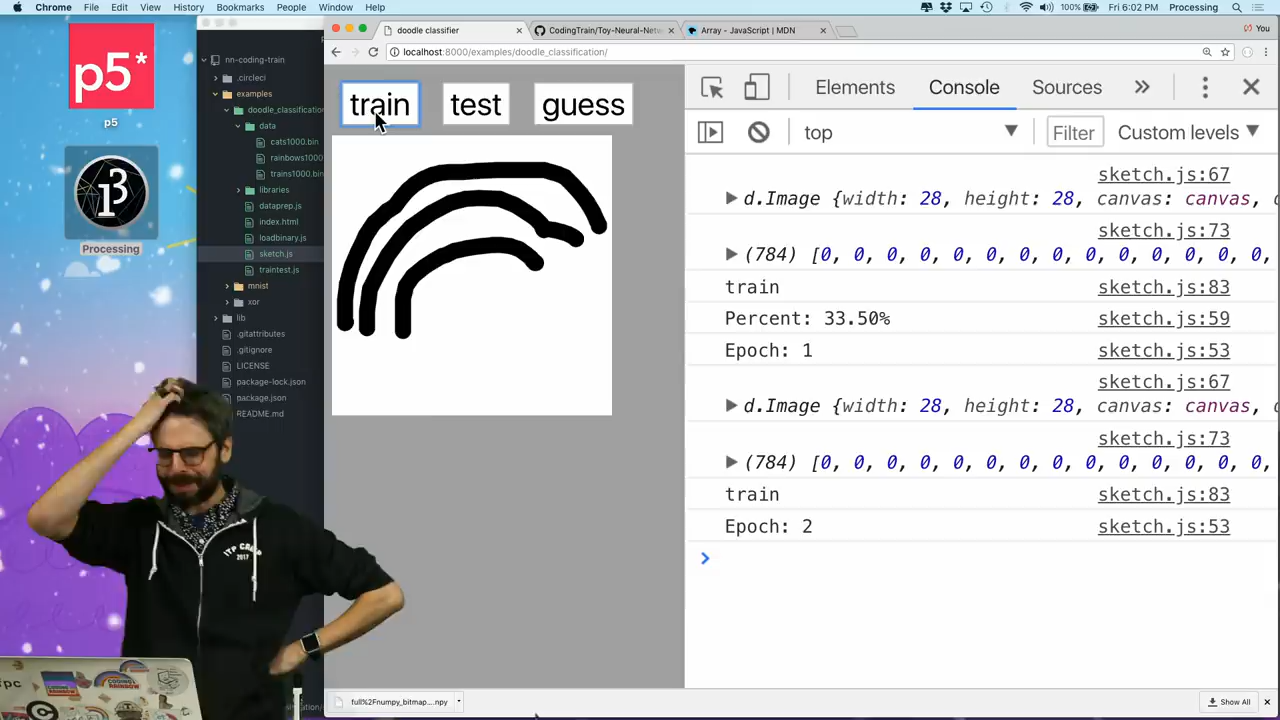 Chrome File Edit View History Bookmarks People Window Help 100% Fri 6:02 PM Processing
p5*
p5
Processing
nn-coding-train
.circleci
examples
doodle_classification
data
cats1000.bin
rainbows1000
trains1000.bin
libraries
dataprep.js
index.html
loadbinary.js
sketch.js
traintest.js
mnist
xor
lib
.gitattributes
.gitignore
LICENSE
package-lock.json
package.json
README.md
doodle classifier
CodingTrain/Toy-Neural-Netw
Array - JavaScript | MDN
You
localhost:8000/examples/doodle_classification/
train test guess
Elements Console Sources
top Filter Custom levels
sketch.js:67
d.Image {width: 28, height: 28, canvas: canvas,
sketch.js:73
(784) [0, 0, 0, 0, 0, 0, 0, 0, 0, 0, 0, 0,
train sketch.js:83
Percent: 33.50% sketch.js:59
Epoch: 1 sketch.js:53
sketch.js:67
d.Image {width: 28, height: 28, canvas: canvas,
sketch.js:73
(784) [0, 0, 0, 0, 0, 0, 0, 0, 0, 0, 0, 0,
train sketch.js:83
Epoch: 2 sketch.js:53
ITP CAMP
2017
full%2Fnumpy_bitmap....npy
Show All